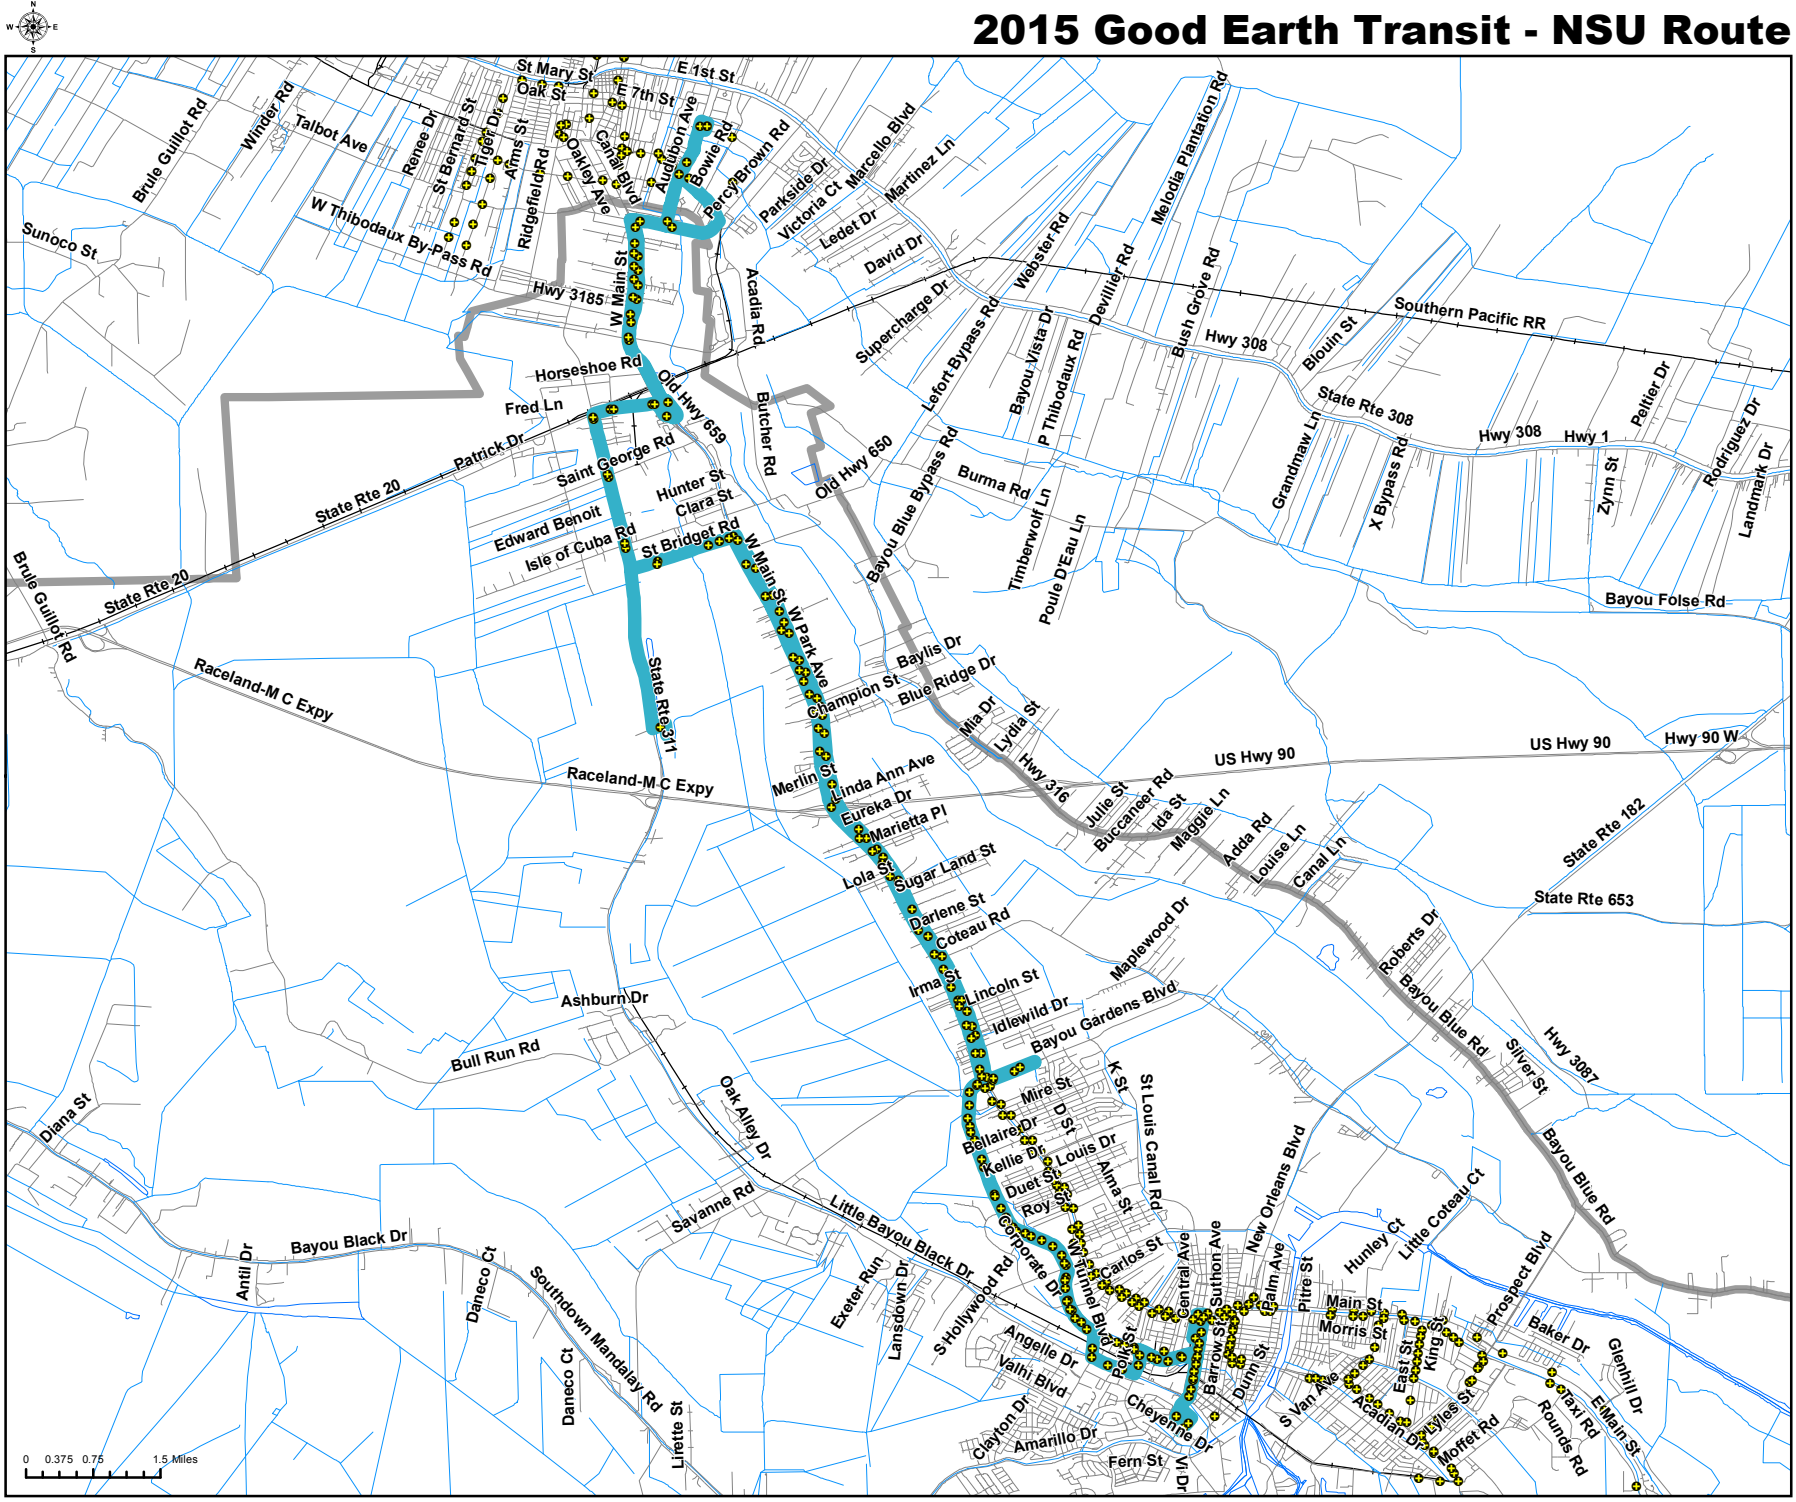 N
W E
S
2015 Good Earth Transit - NSU Route
St Mary St
E 1st St
Oak St
E 7th St
Brule Guillot Rd
Winder Rd
Talbot Ave
Renee Dr
St Bernard St
Tiger Dr
Arms St
Ridgefield Rd
Oakley Ave
Canal Blvd
Audubon Ave
Bowie Rd
Percy Brown Rd
Parkside Dr
Victoria Ct
Marcello Blvd
Martinez Ln
Ledet Dr
David Dr
Melodia Plantation Rd
Webster Rd
Devillier Rd
Bush Grove Rd
Sunoco St
W Thibodaux By-Pass Rd
Hwy 3185
W Main St
Acadia Rd
Supercharge Dr
Lefort Bypass Rd
Bayou Vista Dr
P Thibodaux Rd
Hwy 308
Blouin St
Southern Pacific RR
Horseshoe Rd
Old Hwy 659
Fred Ln
Butcher Rd
State Rte 308
Peltier Dr
Hwy 308
Hwy 1
Rodriguez Dr
Landmark Dr
Patrick Dr
Saint George Rd
Old Hwy 650
Bayou Blue Bypass Rd
Burma Rd
Grandmaw Ln
X Bypass Rd
Zynn St
State Rte 20
Hunter St
Clara St
Edward Benoit
Isle of Cuba Rd
St Bridget Rd
Timberwolf Ln
Poule D'Eau Ln
Brule Guillot Rd
State Rte 20
W Main St
W Park Ave
Bayou Folse Rd
Raceland-M C Expy
State Rte 311
Baylis Dr
Champion St
Blue Ridge Dr
Mia Dr
Lydia St
Raceland-M C Expy
Merlin St
Linda Ann Ave
Hwy 316
US Hwy 90
US Hwy 90
Hwy 90 W
Eureka Dr
Marietta Pl
Julie St
Buccaneer Rd
Ida St
Maggie Ln
Adda Rd
Louise Ln
Canal Ln
State Rte 182
Lola St
Sugar Land St
State Rte 653
Darlene St
Coteau Rd
Maplewood Dr
Roberts Dr
Irma St
Lincoln St
Ashburn Dr
Idlewild Dr
Bayou Gardens Blvd
Bayou Blue Rd
Bull Run Rd
Silver St
Hwy 3087
Diana St
Oak Alley Dr
Mire St
K St
St Louis Canal Rd
D St
Bellaire Dr
Kellie Dr
Louis Dr
Duet St
Alma St
Roy St
New Orleans Blvd
Bayou Blue Rd
Savanne Rd
Little Bayou Black Dr
Bayou Black Dr
Antil Dr
Daneco Ct
Southdown Mandalay Rd
Exeter Run
Lansdown Dr
S Hollywood Rd
Corporate Dr
W Tunnel Blvd
Carlos St
Central Ave
Suthon Ave
Palm Ave
Pitre St
Hunley Ct
Little Coteau Ct
Prospect Blvd
Main St
Morris St
Baker Dr
Glenhill Dr
Angelle Dr
Valhi Blvd
Polk St
Barrow St
Dunn St
S Van Ave
East St
King St
Daneco Ct
Lirette St
Clayton Dr
Amarillo Dr
Cheyenne Dr
Fern St
Vi Dr
Acadian Dr
Lyles St
Moffet Rd
Taxi Rd
Rounds Rd
E Main St
0 0.375 0.75 1.5 Miles